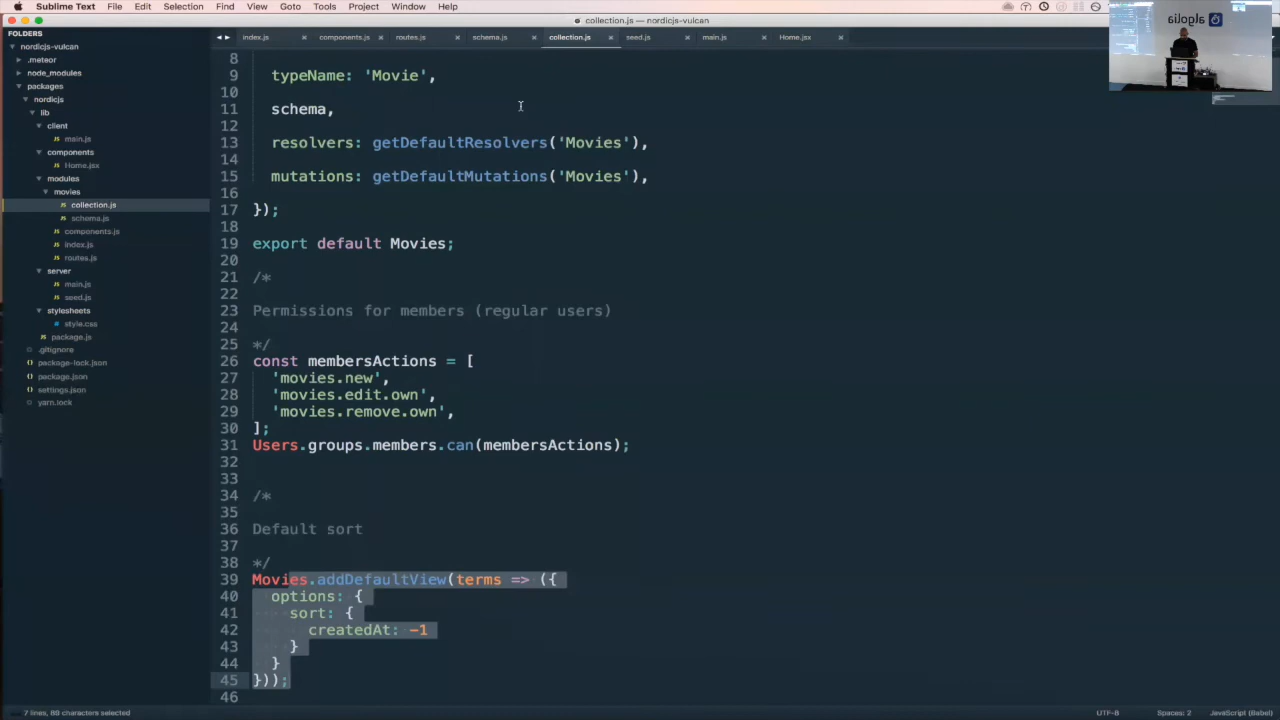 Sublime Text File Edit Selection Find View Goto Tools Project Window Help
collection.js — nordicjs-vulcan
algolia
FOLDERS
nordicjs-vulcan
.meteor
node_modules
packages
nordicjs
lib
client
main.js
components
Home.jsx
modules
movies
collection.js
schema.js
components.js
index.js
routes.js
server
main.js
seed.js
stylesheets
style.css
package.js
.gitignore
package-lock.json
package.json
settings.json
yarn.lock
index.js components.js routes.js schema.js collection.js seed.js main.js Home.jsx
8
9 typeName: 'Movie',
10
11 schema,
12
13 resolvers: getDefaultResolvers('Movies'),
14
15 mutations: getDefaultMutations('Movies'),
16
17 });
18
19 export default Movies;
20
21 /*
22
23 Permissions for members (regular users)
24
25 */
26 const membersActions = [
27 'movies.new',
28 'movies.edit.own',
29 'movies.remove.own',
30 ];
31 Users.groups.members.can(membersActions);
32
33
34 /*
35
36 Default sort
37
38 */
39 Movies.addDefaultView(terms => ({
40 options: {
41 sort: {
42 createdAt: -1
43 }
44 }
45 }));
46
7 lines, 89 characters selected UTF-8 Spaces: 2 JavaScript (Babel)